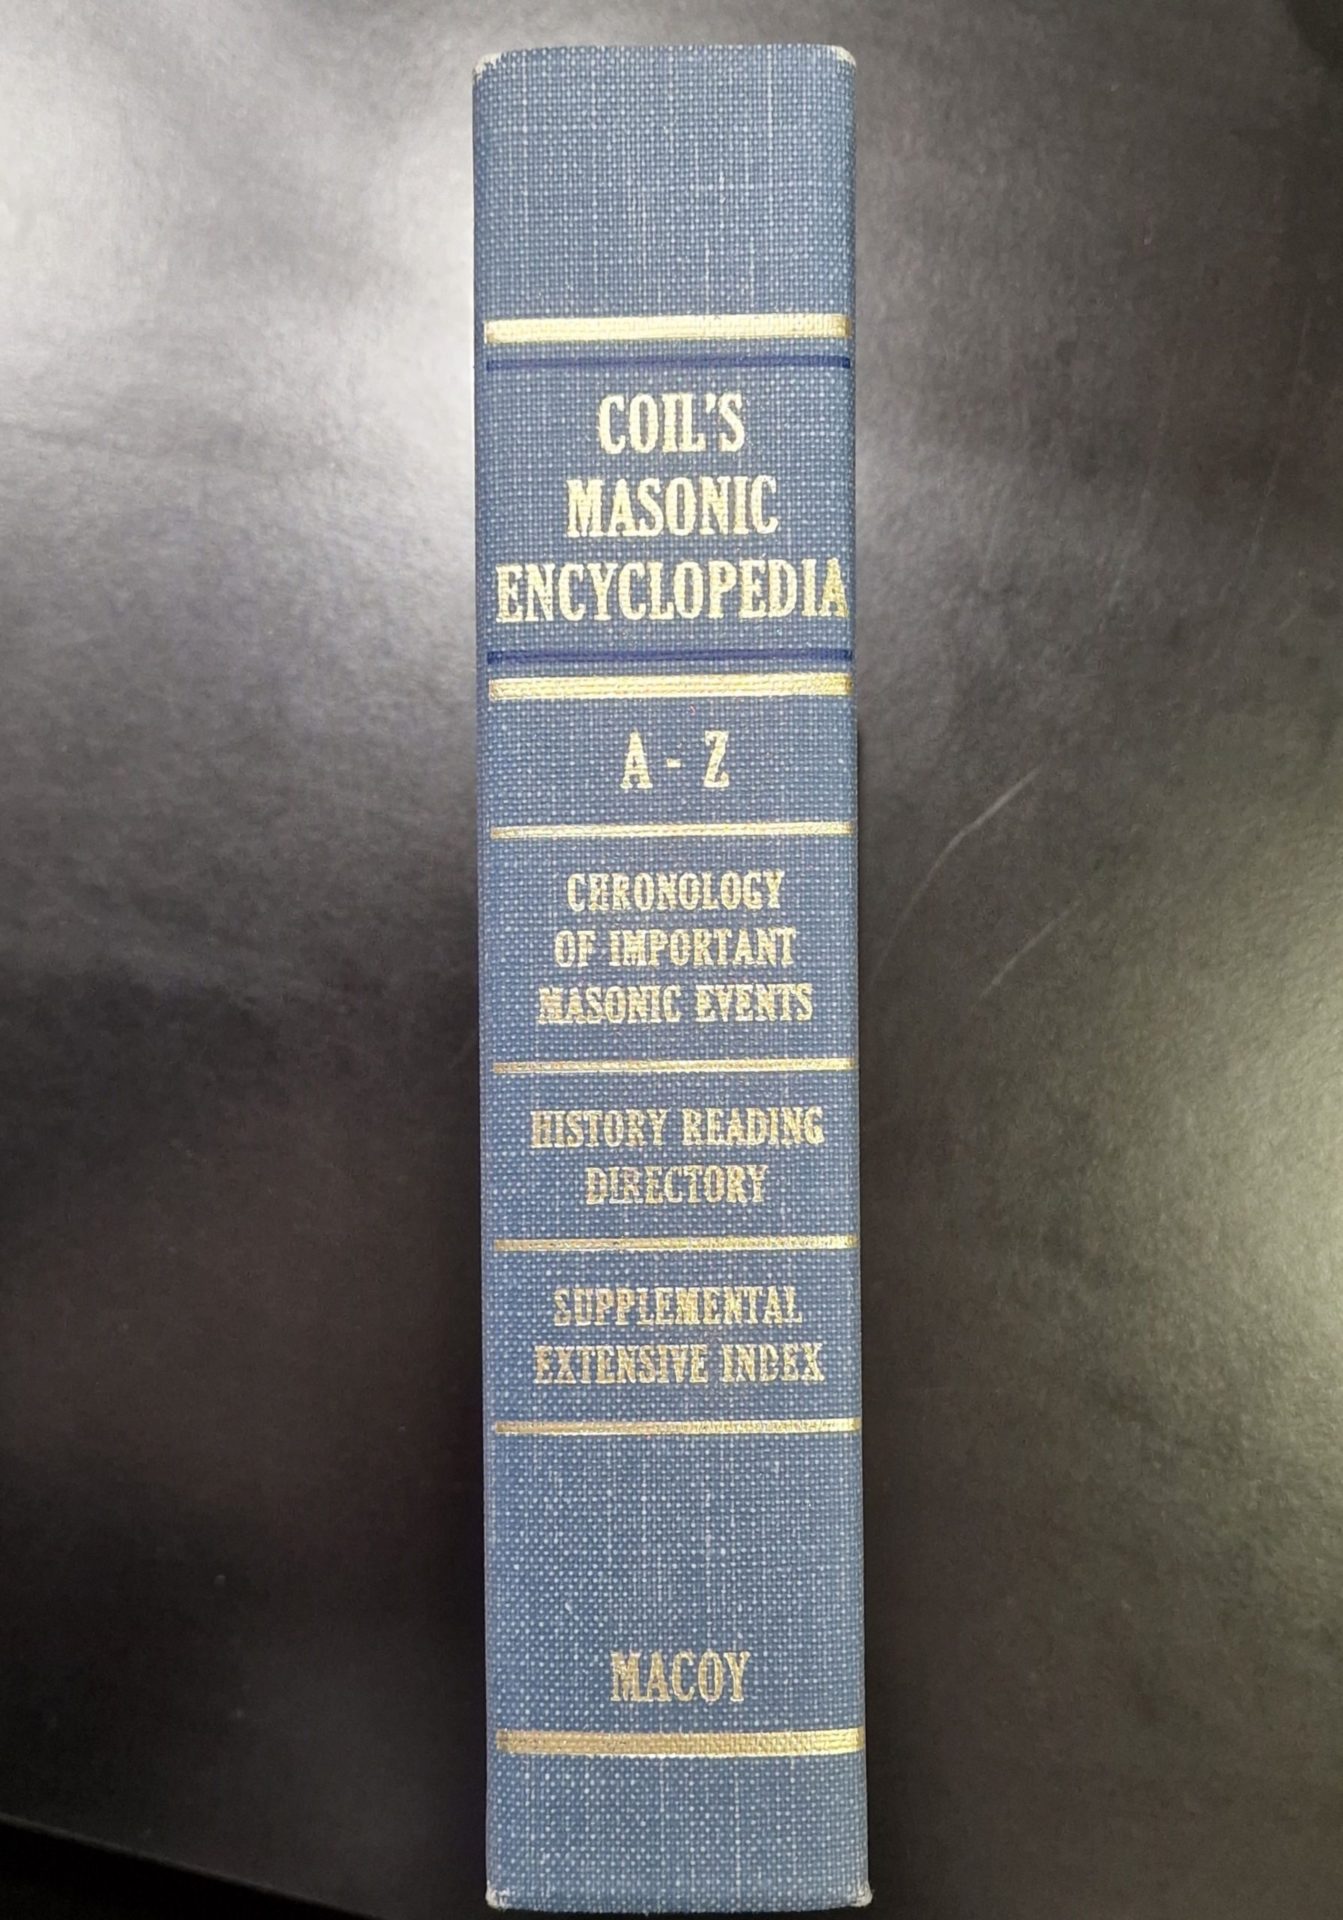 COIL'S
MASONIC
ENCYCLOPEDIA
A - Z
CHRONOLOGY
OF IMPORTANT
MASONIC EVENTS
HISTORY READING
DIRECTORY
SUPPLEMENTAL
EXTENSIVE INDEX
MACOY